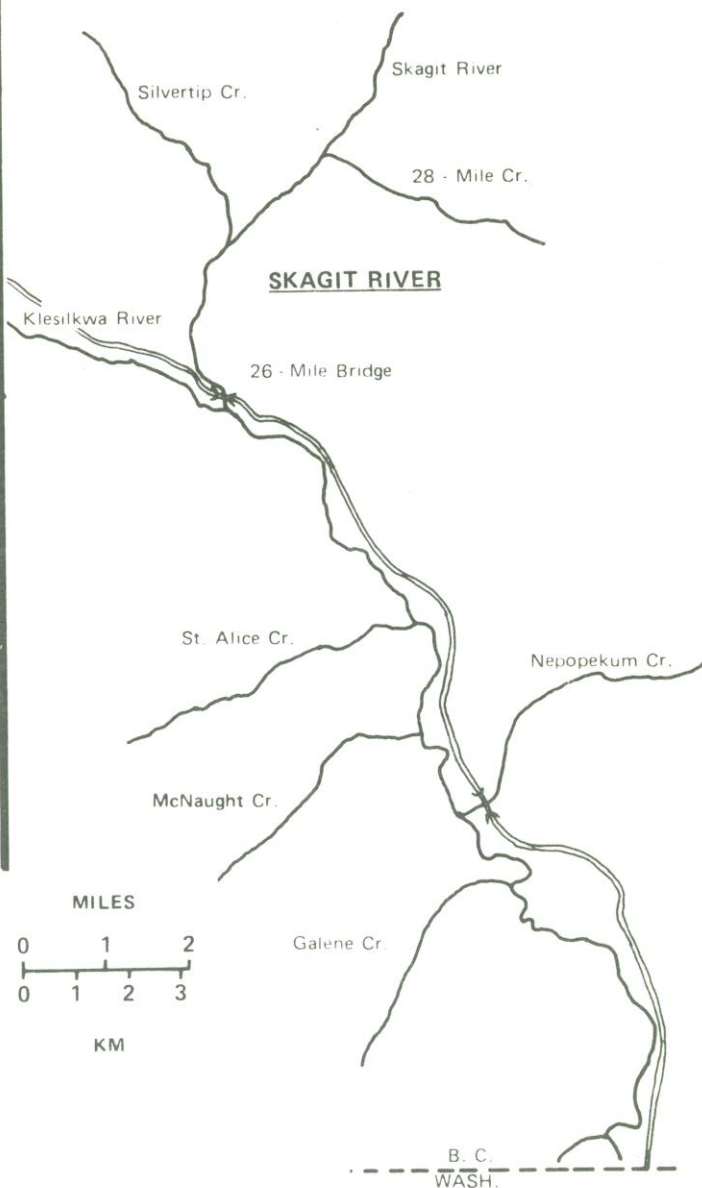 Silvertip Cr.
Skagit River
28 - Mile Cr.
SKAGIT RIVER
Klesilkwa River
26 - Mile Bridge
St. Alice Cr.
Nepopekum Cr.
McNaught Cr.
MILES
0 1 2
0 1 2 3
KM
Galene Cr.
B. C.
WASH.